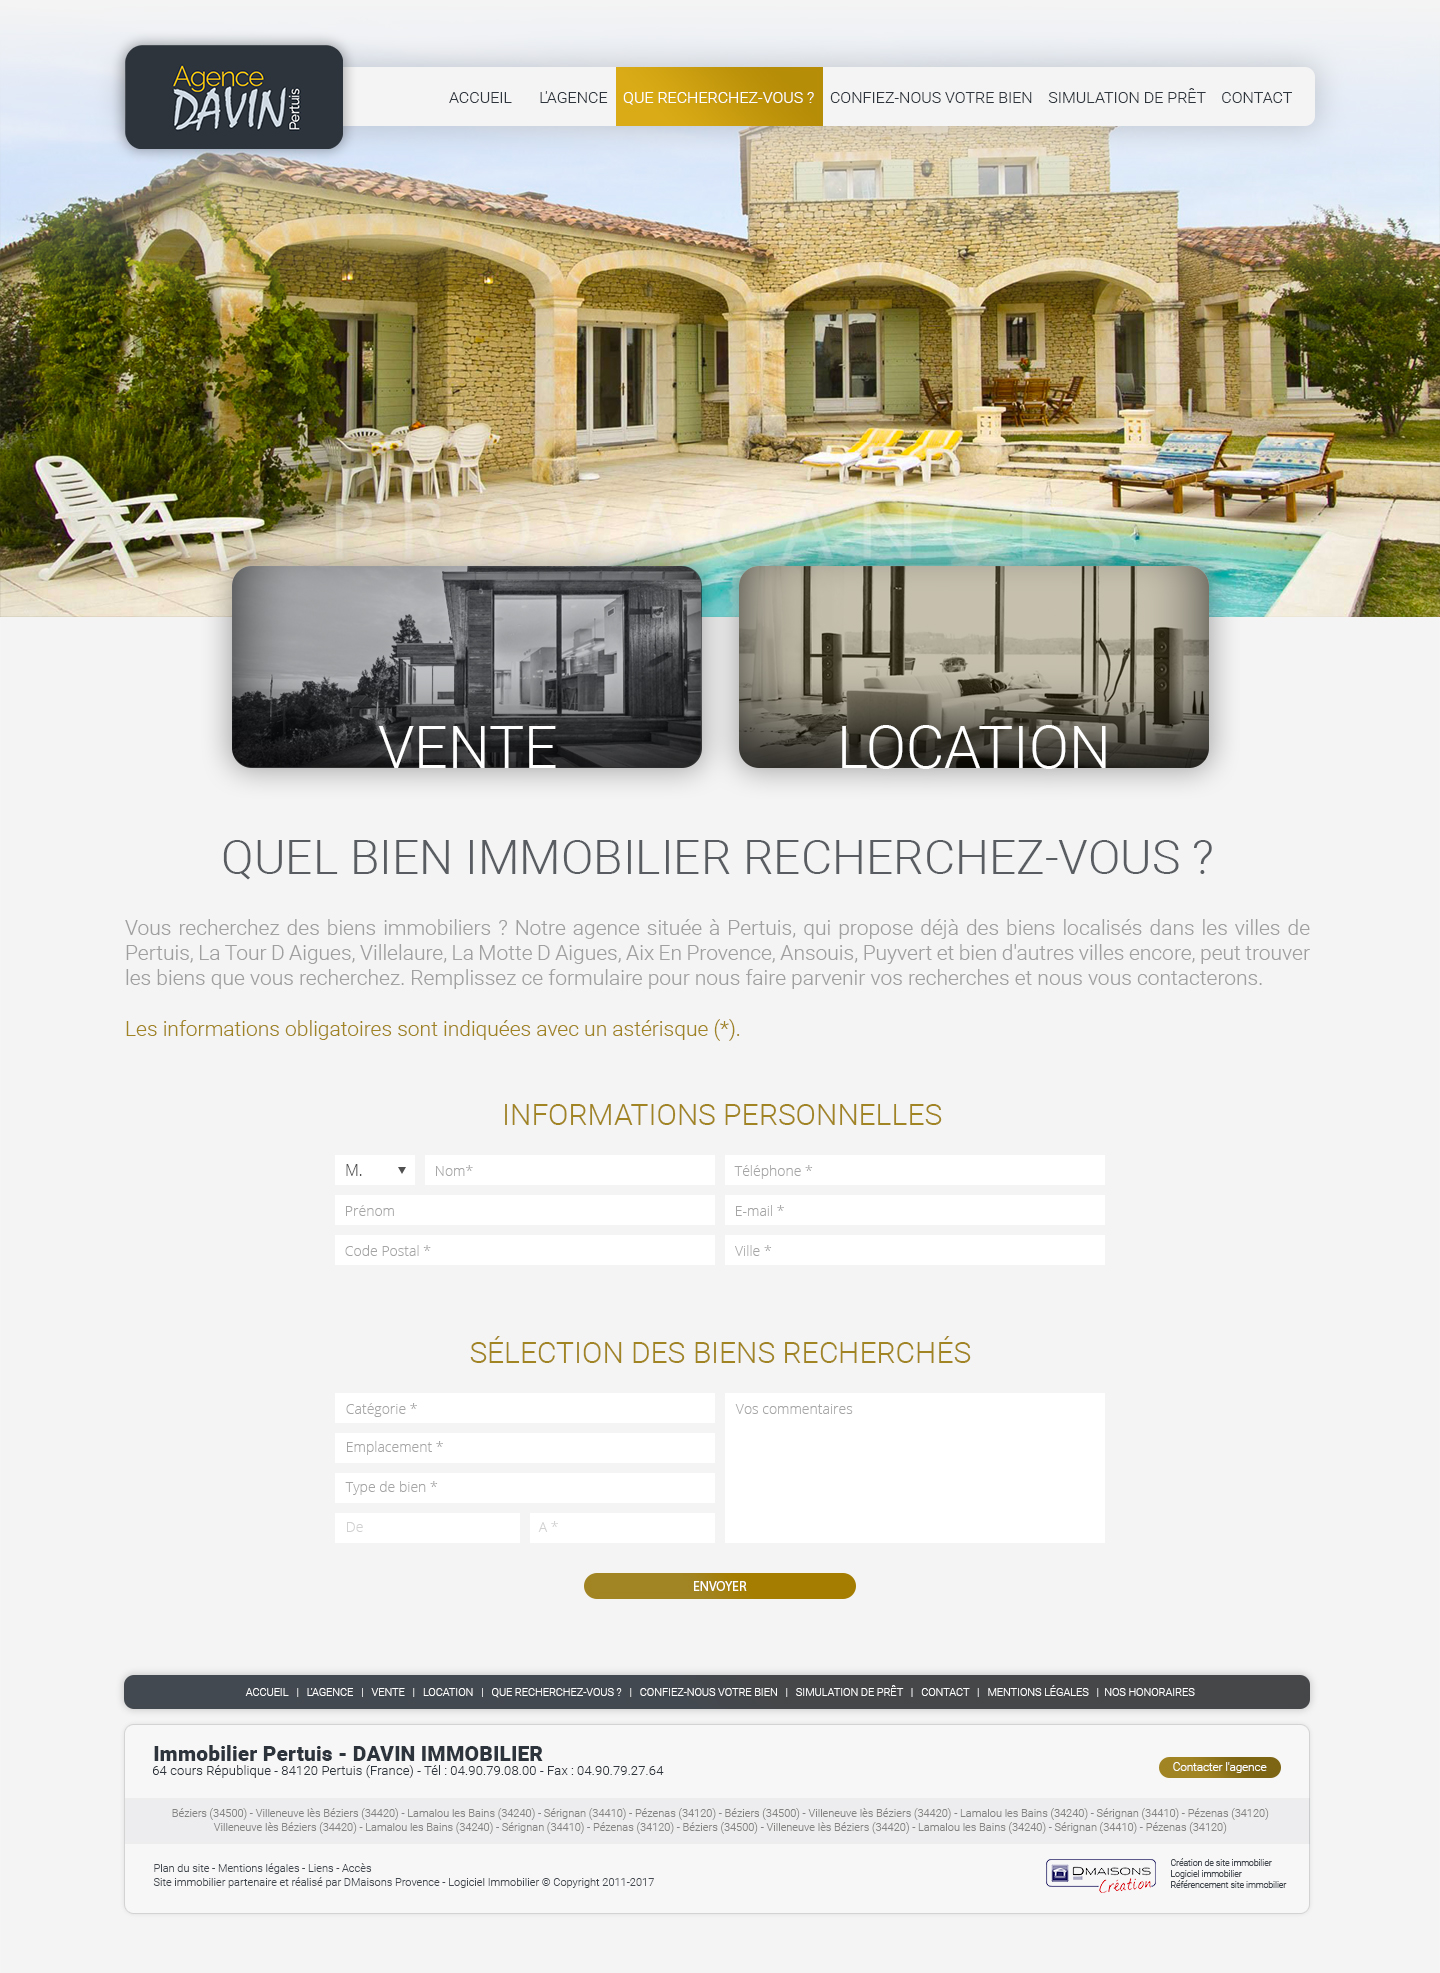 Agence
DAVIN
Pertuis
ACCUEIL L'AGENCE QUE RECHERCHEZ-VOUS ? CONFIEZ-NOUS VOTRE BIEN SIMULATION DE PRÊT CONTACT
PROVACANCES
VENTE LOCATION
QUEL BIEN IMMOBILIER RECHERCHEZ-VOUS ?
Vous recherchez des biens immobiliers ? Notre agence située à Pertuis, qui propose déjà des biens localisés dans les villes de
Pertuis, La Tour D Aigues, Villelaure, La Motte D Aigues, Aix En Provence, Ansouis, Puyvert et bien d'autres villes encore, peut trouver
les biens que vous recherchez. Remplissez ce formulaire pour nous faire parvenir vos recherches et nous vous contacterons.
Les informations obligatoires sont indiquées avec un astérisque (*).
INFORMATIONS PERSONNELLES
M. Nom* Téléphone *
Prénom E-mail *
Code Postal * Ville *
SÉLECTION DES BIENS RECHERCHÉS
Catégorie * Vos commentaires
Emplacement *
Type de bien *
De A *
ENVOYER
ACCUEIL | L'AGENCE | VENTE | LOCATION | QUE RECHERCHEZ-VOUS ? | CONFIEZ-NOUS VOTRE BIEN | SIMULATION DE PRÊT | CONTACT | MENTIONS LÉGALES | NOS HONORAIRES
Immobilier Pertuis - DAVIN IMMOBILIER
64 cours République - 84120 Pertuis (France) - Tél : 04.90.79.08.00 - Fax : 04.90.79.27.64
Contacter l'agence
Béziers (34500) - Villeneuve lès Béziers (34420) - Lamalou les Bains (34240) - Sérignan (34410) - Pézenas (34120) - Béziers (34500) - Villeneuve lès Béziers (34420) - Lamalou les Bains (34240) - Sérignan (34410) - Pézenas (34120)
Villeneuve lès Béziers (34420) - Lamalou les Bains (34240) - Sérignan (34410) - Pézenas (34120) - Béziers (34500) - Villeneuve lès Béziers (34420) - Lamalou les Bains (34240) - Sérignan (34410) - Pézenas (34120)
Plan du site - Mentions légales - Liens - Accès
Site immobilier partenaire et réalisé par DMaisons Provence - Logiciel Immobilier © Copyright 2011-2017
DMAISONS
Création
Création de site immobilier
Logiciel immobilier
Référencement site immobilier